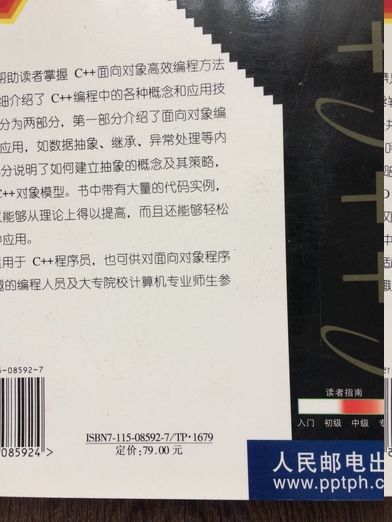 帮助读者掌握 C++面向对象高效编程方法
细介绍了 C++编程中的各种概念和应用技
分为两部分，第一部分介绍了面向对象编
应用，如数据抽象、继承、异常处理等内
分说明了如何建立抽象的概念及其策略，
C++对象模型。书中带有大量的代码实例，
仅能够从理论上得以提高，而且还能够轻松
中应用。
适用于 C++程序员，也可供对面向对象程序
趣的编程人员及大专院校计算机专业师生参
5-08592-7
085924
ISBN7-115-08592-7/TP·1679
定价:79.00 元
C++
读者指南
入门 初级 中级
人民邮电出
www.pptph.c